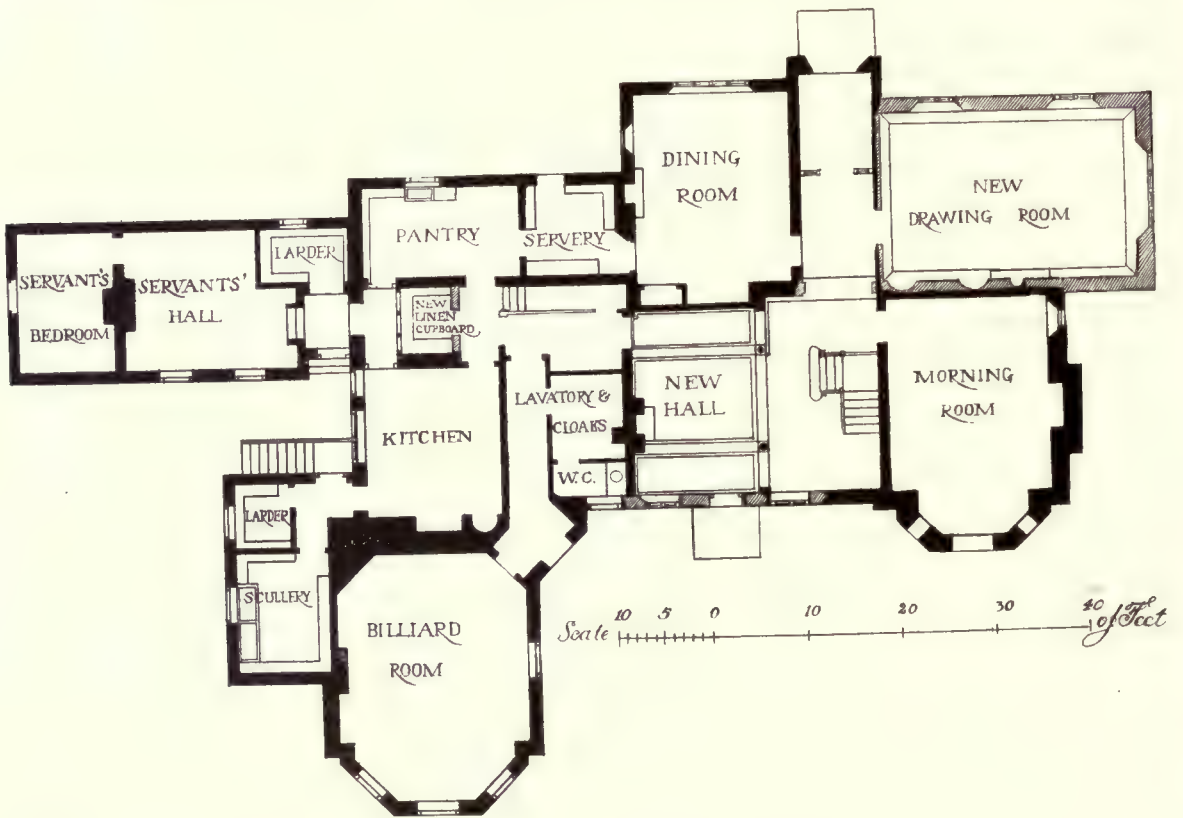 DINING
ROOM
NEW
DRAWING ROOM
PANTRY
SERVERY
LARDER
SERVANT'S
BEDROOM
SERVANTS'
HALL
NEW
LINEN
CUPBOARD
LAVATORY &
CLOAKS
W.C.
NEW
HALL
MORNING
ROOM
KITCHEN
LARDER
SCULLERY
BILLIARD
ROOM
Scale 10 5 0 10 20 30 40 of Feet